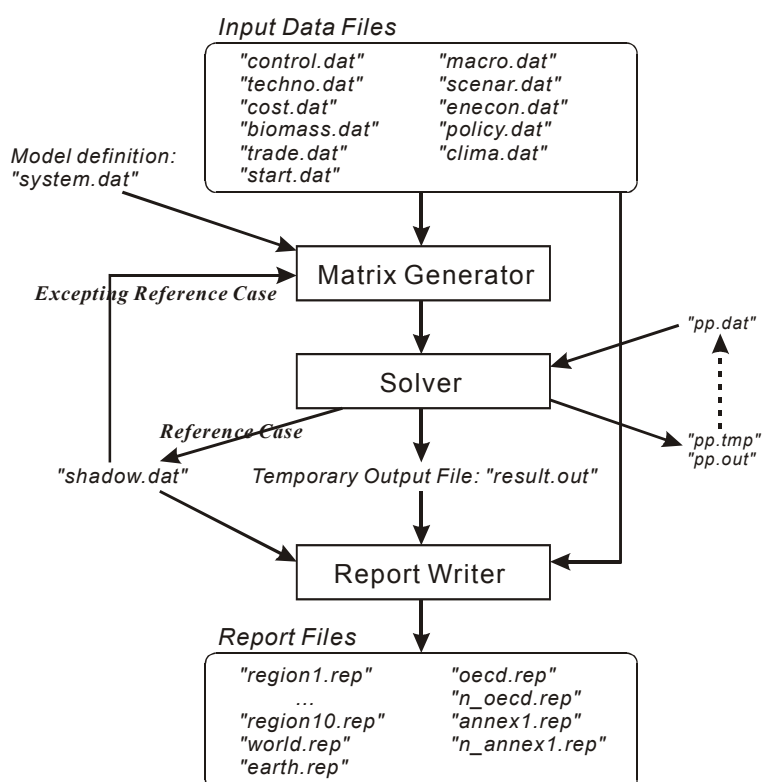 Input Data Files
"control.dat"
"techno.dat"
"cost.dat"
"biomass.dat"
"trade.dat"
"start.dat"
"macro.dat"
"scenar.dat"
"enecon.dat"
"policy.dat"
"clima.dat"
Model definition:
"system.dat"
Matrix Generator
Excepting Reference Case
"pp.dat"
Solver
Reference Case
"pp.tmp"
"pp.out"
"shadow.dat"
Temporary Output File: "result.out"
Report Writer
Report Files
"region1.rep"
...
"region10.rep"
"world.rep"
"earth.rep"
"oecd.rep"
"n_oecd.rep"
"annex1.rep"
"n_annex1.rep"